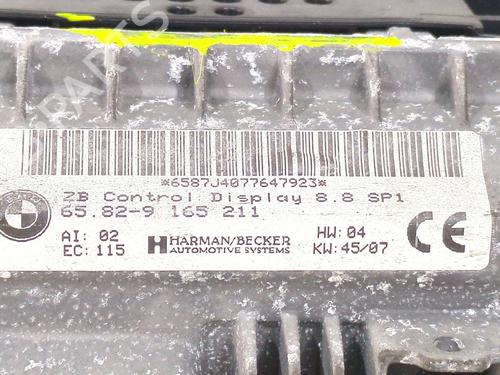 *6587J4077647923*
ZB Control Display 8.8 SP1
65.82-9 165 211
AI: 02
EC: 115
HARMAN/BECKER
AUTOMOTIVE SYSTEMS
HW: 04
KW: 45/07
CE
PARTS